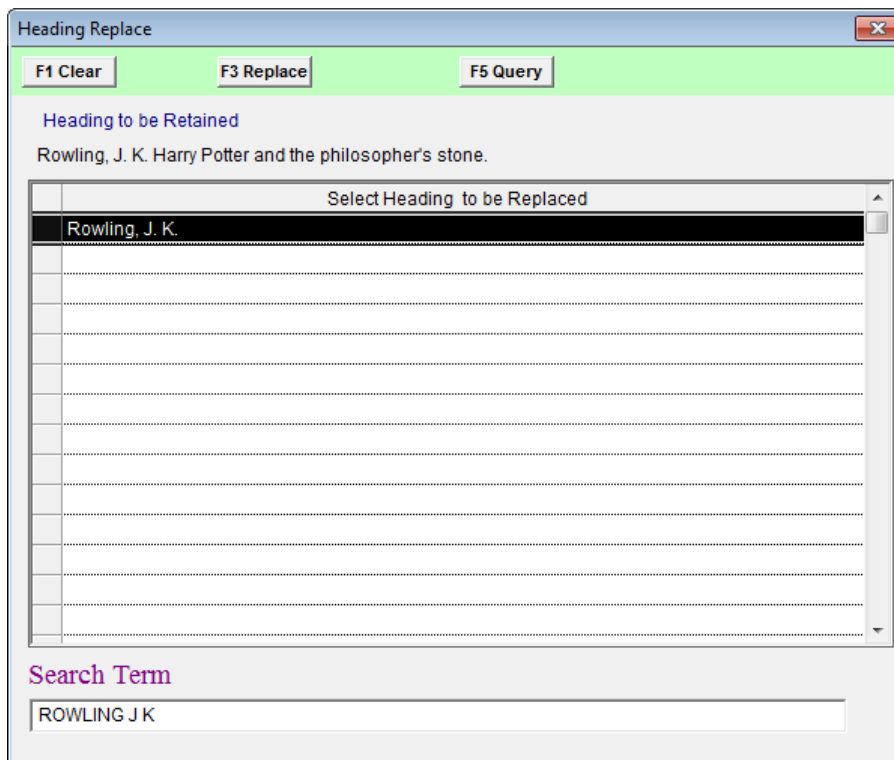 Heading Replace
F1 Clear F3 Replace F5 Query
Heading to be Retained
Rowling, J. K. Harry Potter and the philosopher's stone.
Select Heading to be Replaced
Rowling, J. K.
Search Term
ROWLING J K